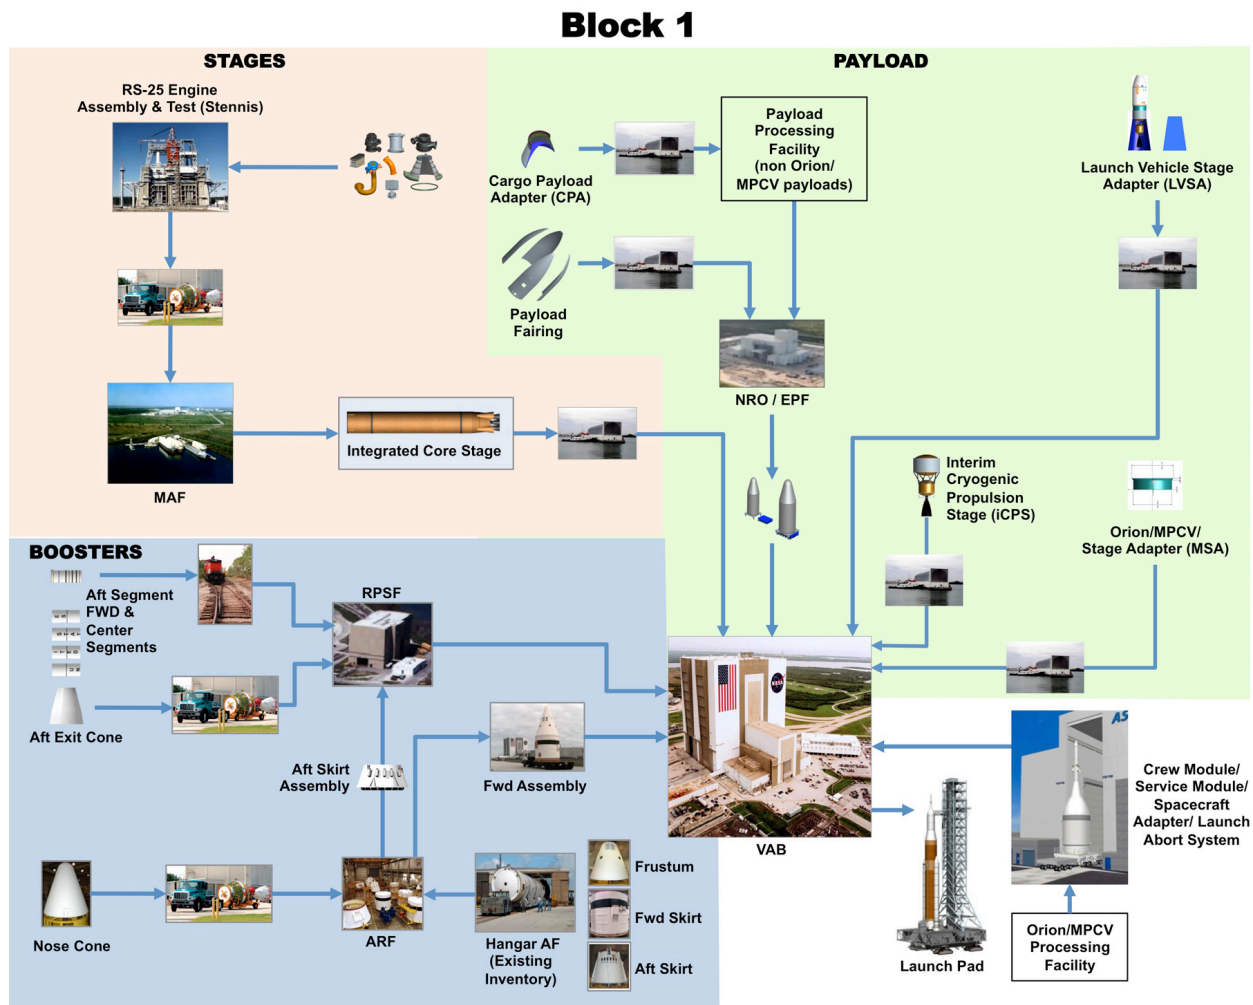 Block 1
STAGES
RS-25 Engine
Assembly & Test (Stennis)
MAF
Integrated Core Stage
PAYLOAD
Cargo Payload
Adapter (CPA)
Payload
Processing
Facility
(non Orion/
MPCV payloads)
Launch Vehicle Stage
Adapter (LVSA)
Payload
Fairing
NRO / EPF
Interim
Cryogenic
Propulsion
Stage (iCPS)
Orion/MPCV/
Stage Adapter (MSA)
BOOSTERS
Aft Segment
FWD &
Center
Segments
Aft Exit Cone
RPSF
Aft Skirt
Assembly
Fwd Assembly
Nose Cone
ARF
Hangar AF
(Existing
Inventory)
Frustum
Fwd Skirt
Aft Skirt
NASA
VAB
Launch Pad
AS
Crew Module/
Service Module/
Spacecraft
Adapter/ Launch
Abort System
Orion/MPCV
Processing
Facility